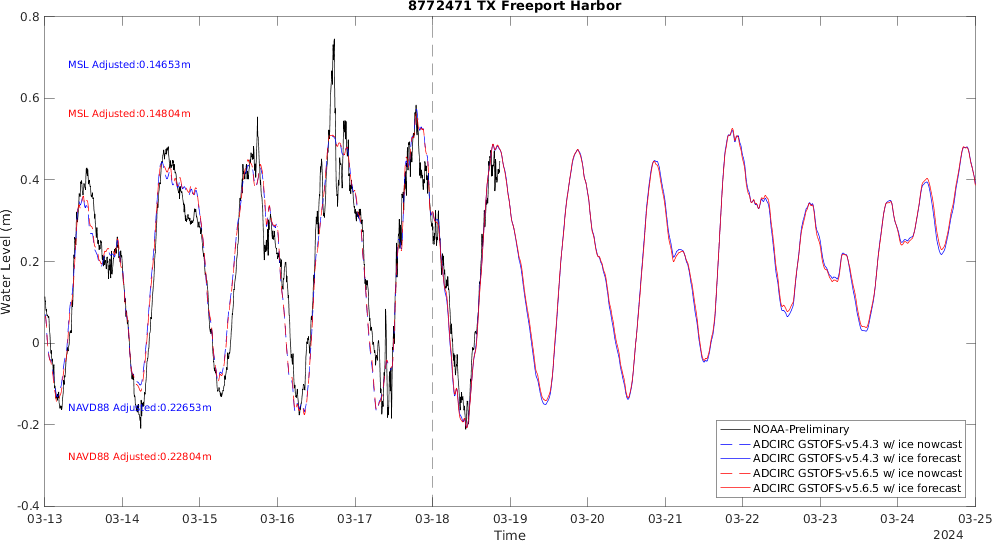 8772471 TX Freeport Harbor
Water Level (m)
0.8
0.6
0.4
0.2
0
-0.2
-0.4
MSL Adjusted:0.14653m
MSL Adjusted:0.14804m
NAVD88 Adjusted:0.22653m
NAVD88 Adjusted:0.22804m
NOAA-Preliminary
ADCIRC GSTOFS-v5.4.3 w/ ice nowcast
ADCIRC GSTOFS-v5.4.3 w/ ice forecast
ADCIRC GSTOFS-v5.6.5 w/ ice nowcast
ADCIRC GSTOFS-v5.6.5 w/ ice forecast
03-13 03-14 03-15 03-16 03-17 03-18 03-19 03-20 03-21 03-22 03-23 03-24 03-25
Time
2024